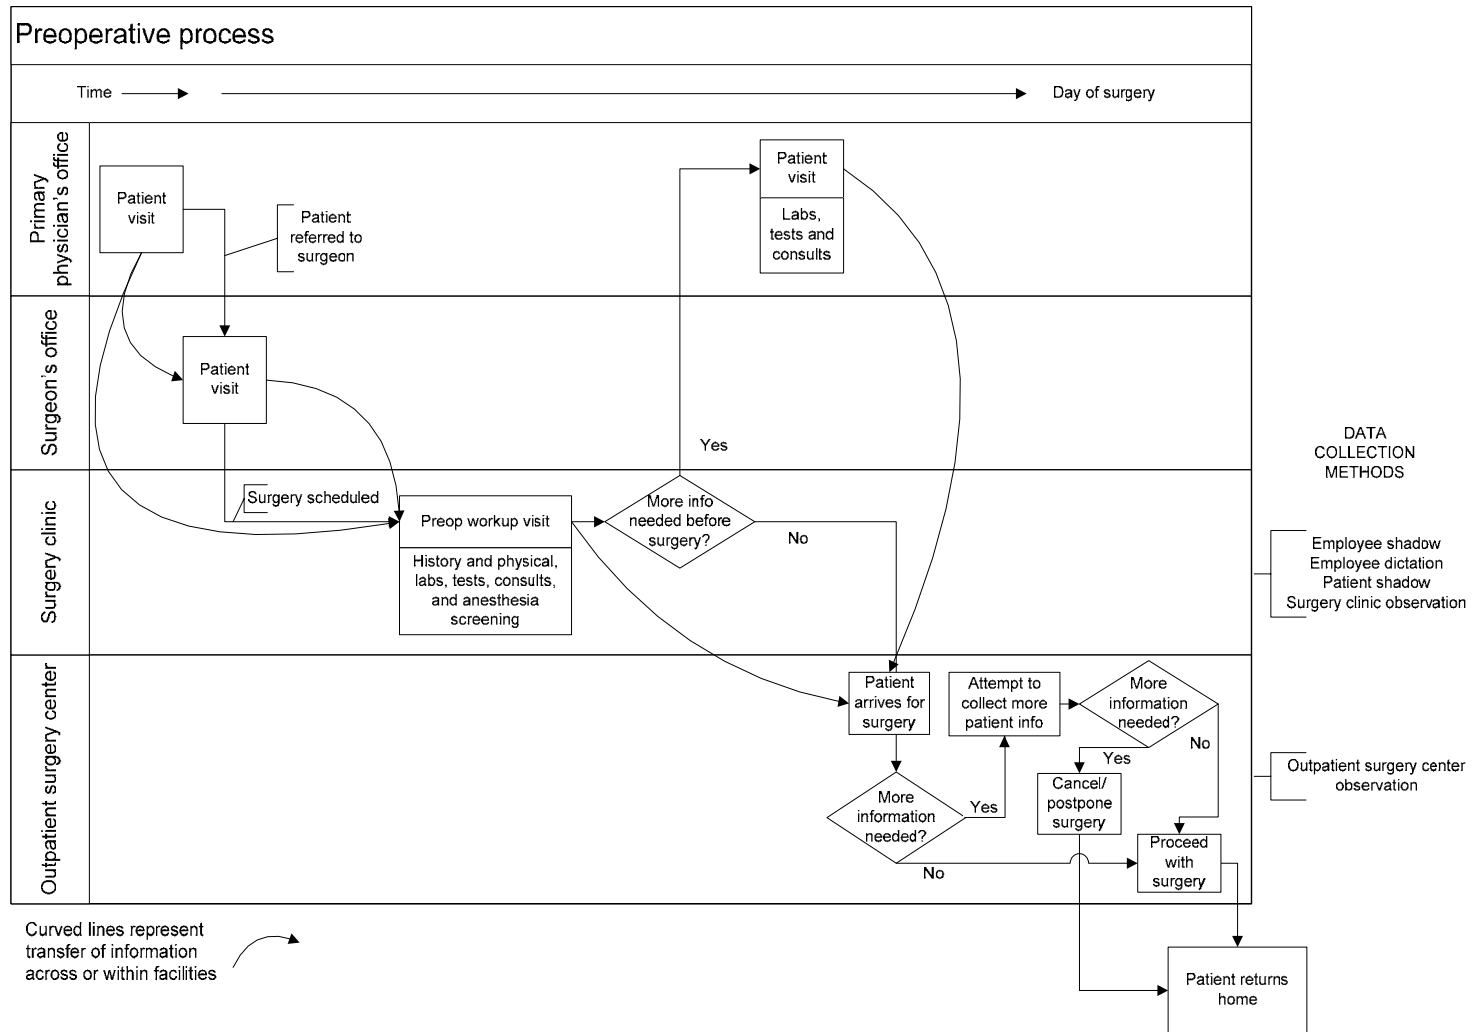 Preoperative process
Time
Day of surgery
Primary
physician's office
Patient
visit
Patient
referred to
surgeon
Patient
visit
Labs,
tests and
consults
Surgeon's office
Patient
visit
Yes
Surgery clinic
Surgery scheduled
Preop workup visit
History and physical,
labs, tests, consults,
and anesthesia
screening
More info
needed before
surgery?
No
DATA
COLLECTION
METHODS
Employee shadow
Employee dictation
Patient shadow
Surgery clinic observation
Outpatient surgery center
Patient
arrives for
surgery
Attempt to
collect more
patient info
More
information
needed?
No
Yes
More
information
needed?
Yes
No
Cancel/
postpone
surgery
Proceed
with
surgery
Outpatient surgery center
observation
Curved lines represent
transfer of information
across or within facilities
Patient returns
home